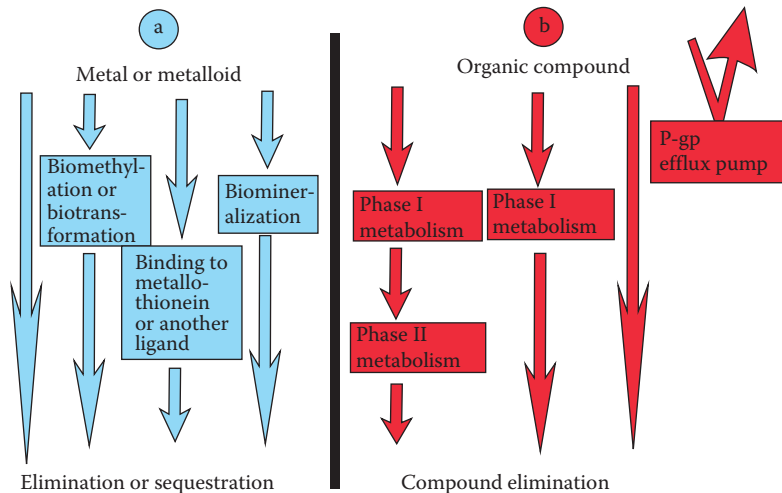 a
Metal or metalloid
Biomethyl-
ation or
biotrans-
formation
Biominer-
alization
Binding to
metallo-
thionein
or another
ligand
Elimination or sequestration
b
Organic compound
P-gp
efflux pump
Phase I
metabolism
Phase I
metabolism
Phase II
metabolism
Compound elimination